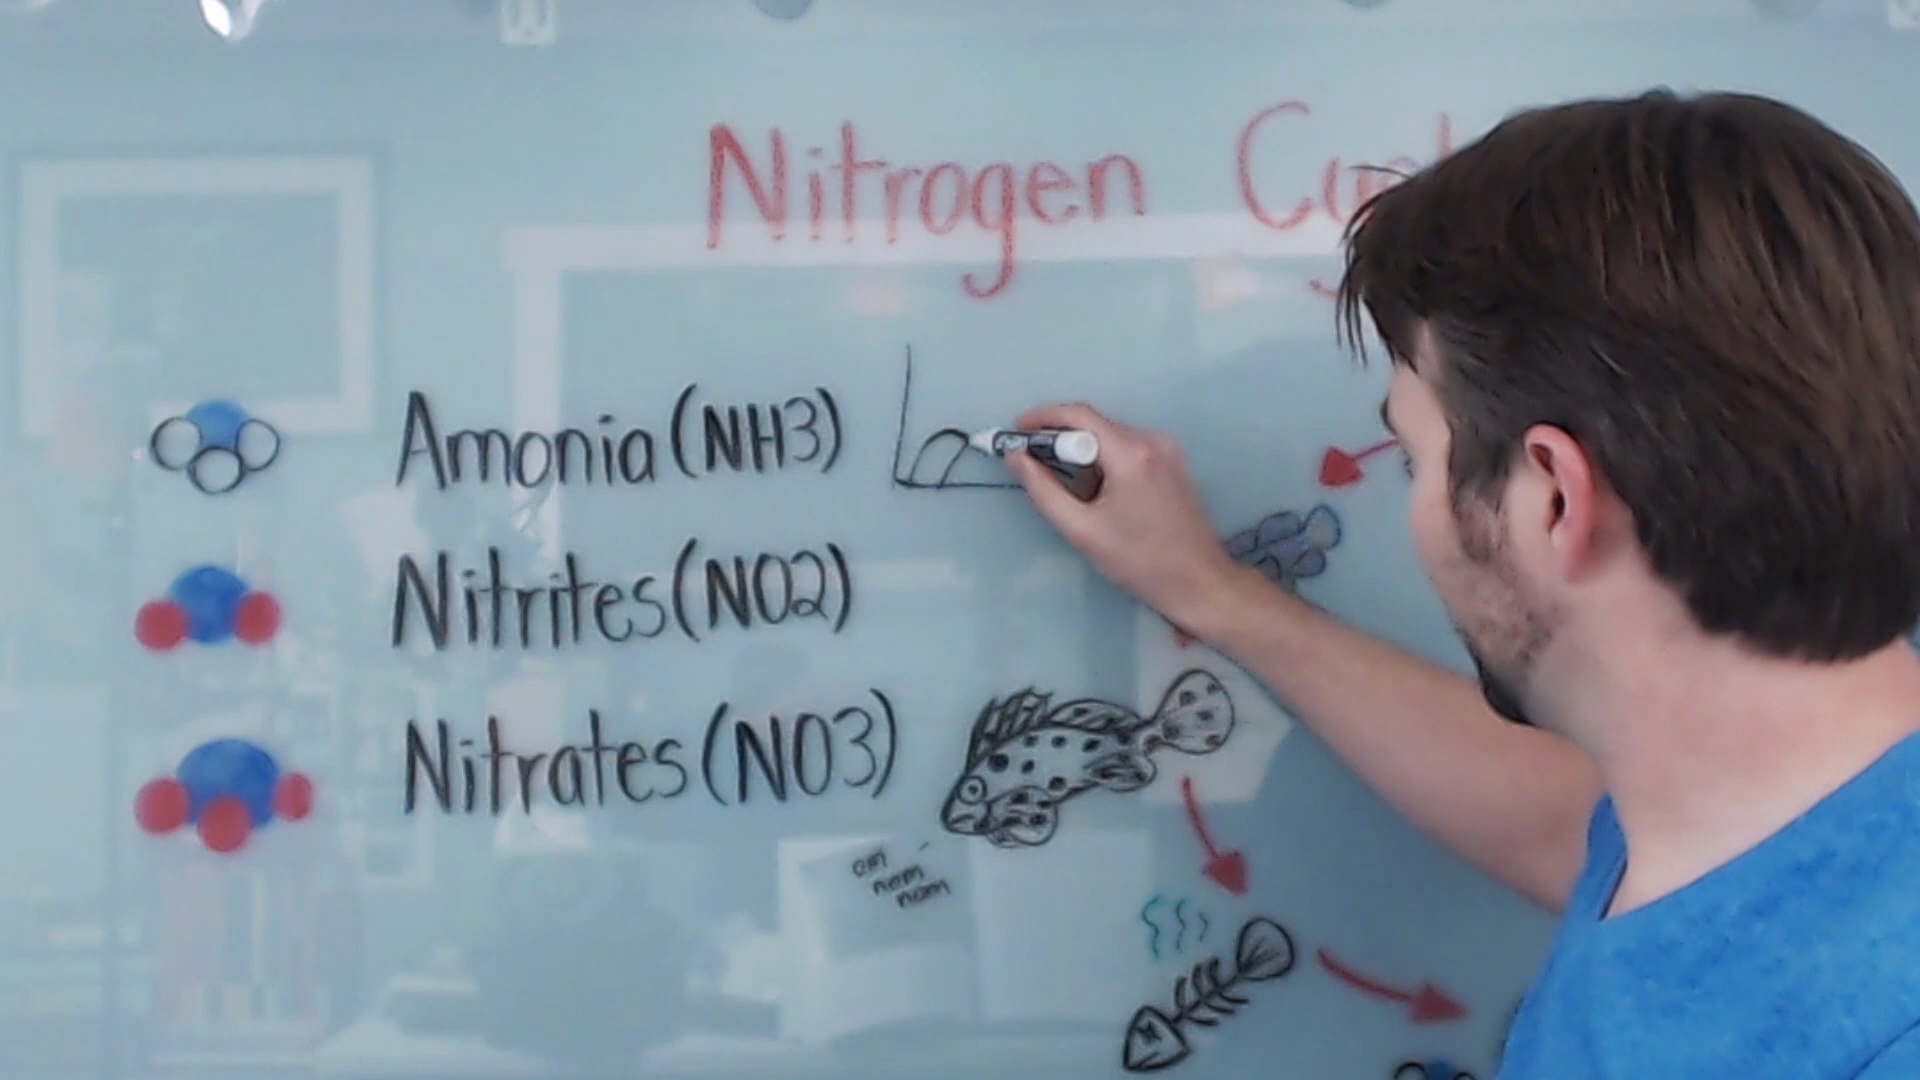 Nitrogen
Amonia (NH3)
Nitrites (NO2)
Nitrates (NO3)
om
nom
nom